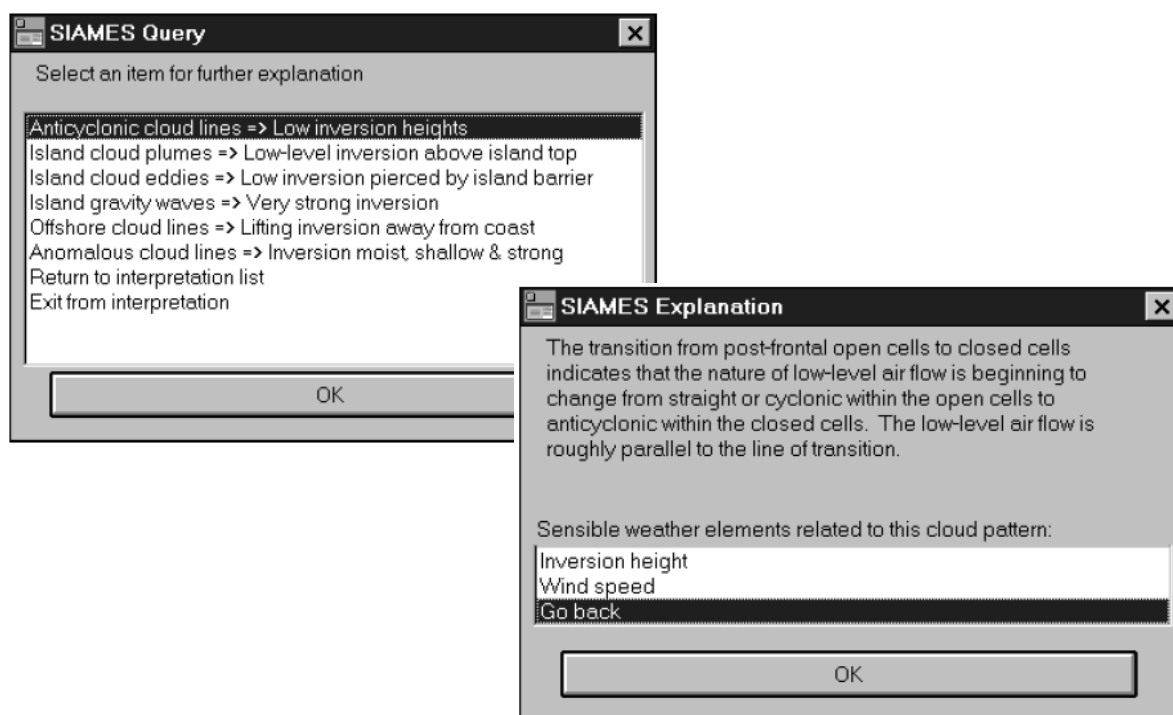 SIAMES Query
Select an item for further explanation
Anticyclonic cloud lines => Low inversion heights
Island cloud plumes => Low-level inversion above island top
Island cloud eddies => Low inversion pierced by island barrier
Island gravity waves => Very strong inversion
Offshore cloud lines => Lifting inversion away from coast
Anomalous cloud lines => Inversion moist, shallow & strong
Return to interpretation list
Exit from interpretation
OK
SIAMES Explanation
The transition from post-frontal open cells to closed cells
indicates that the nature of low-level air flow is beginning to
change from straight or cyclonic within the open cells to
anticyclonic within the closed cells. The low-level air flow is
roughly parallel to the line of transition.
Sensible weather elements related to this cloud pattern:
Inversion height
Wind speed
Go back
OK